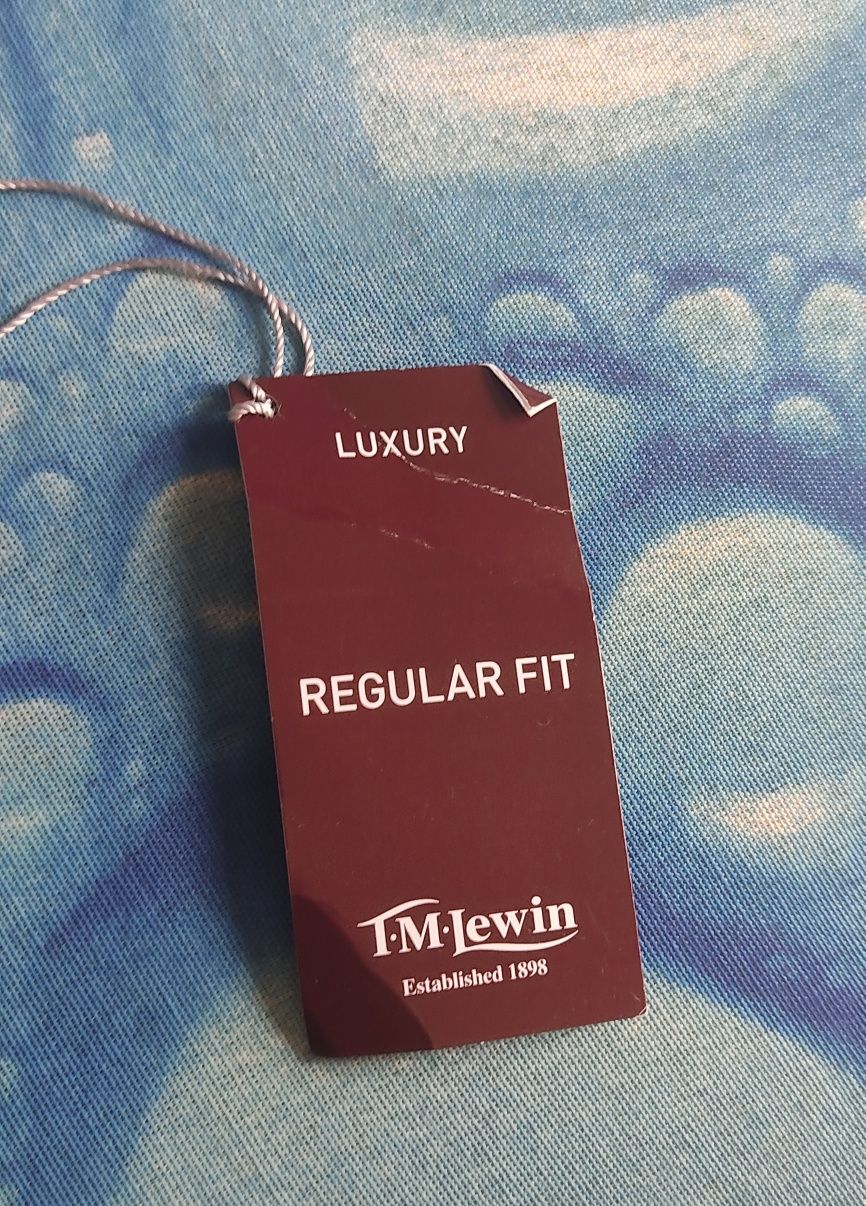 LUXURY
REGULAR FIT
T·M·Lewin
Established 1898